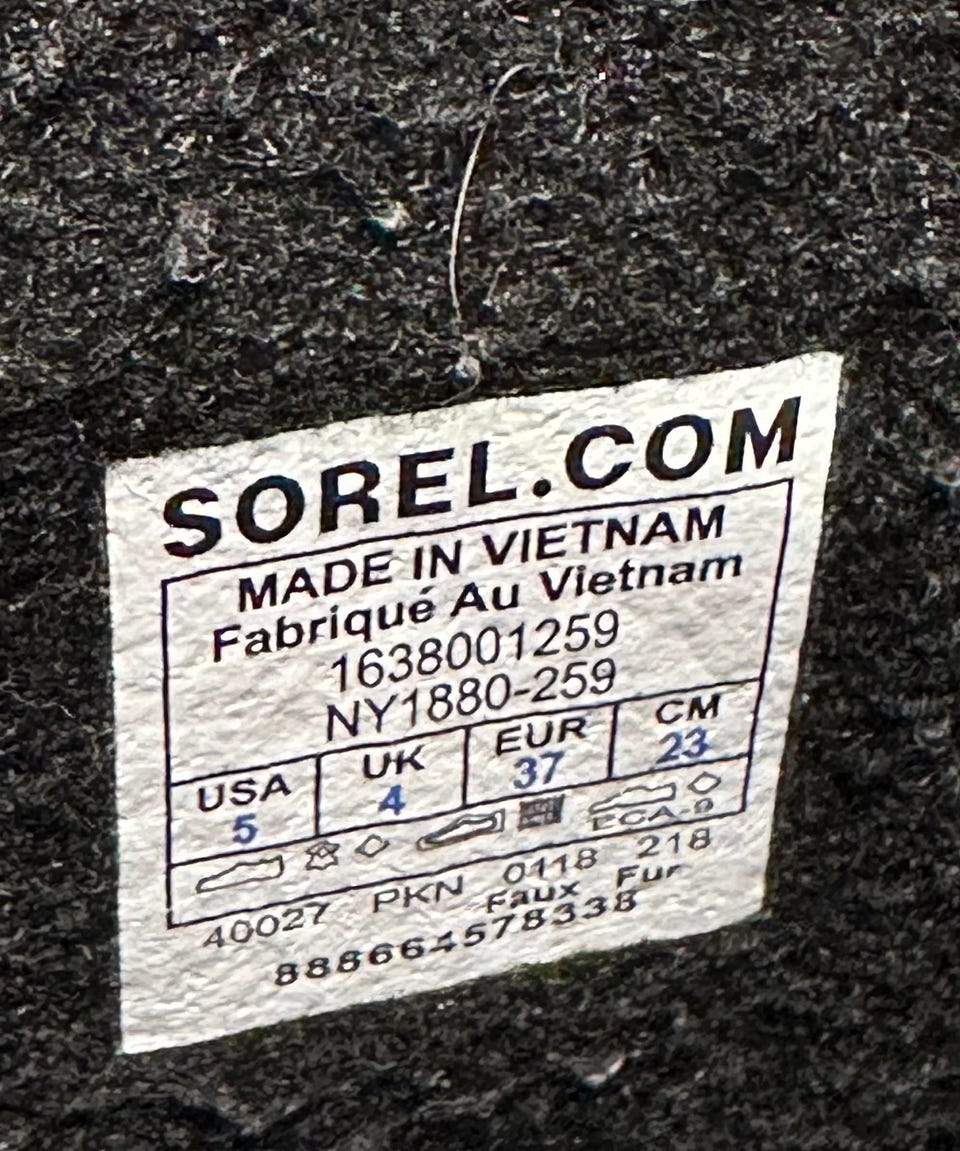 SOREL.COM
MADE IN VIETNAM
Fabriqué Au Vietnam
1638001259
NY1880-259
USA UK EUR CM
5 4 37 23
ECA-9
40027 PKN 0118 218
Faux Fur
888664578338